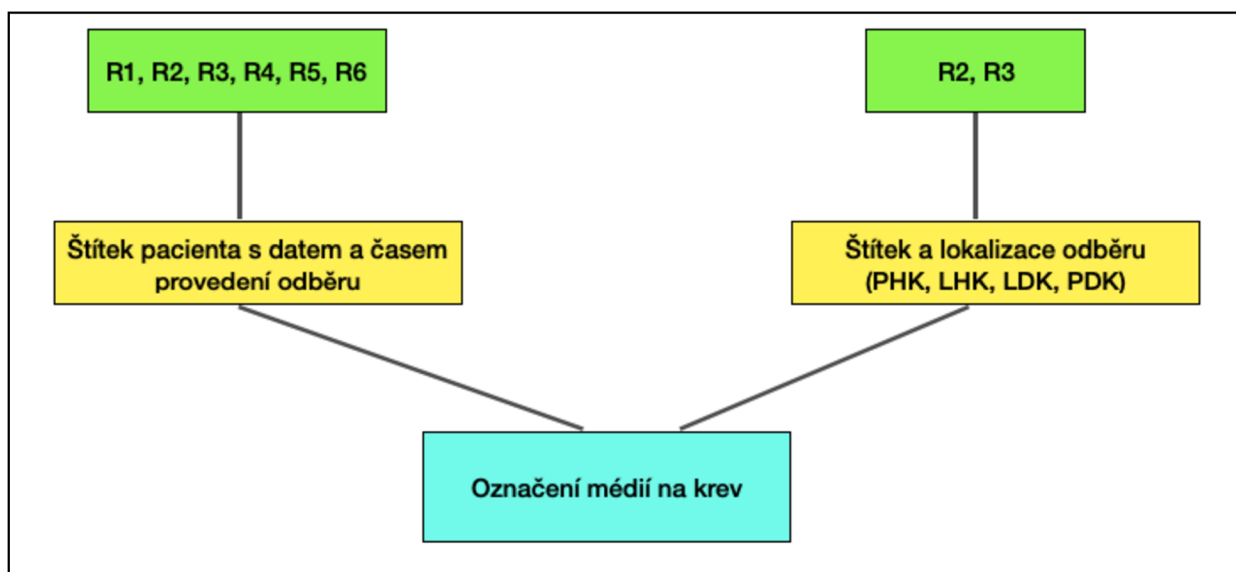 R1, R2, R3, R4, R5, R6
R2, R3
Štítek pacienta s datem a časem
provedení odběru
Štítek a lokalizace odběru
(PHK, LHK, LDK, PDK)
Označení médií na krev